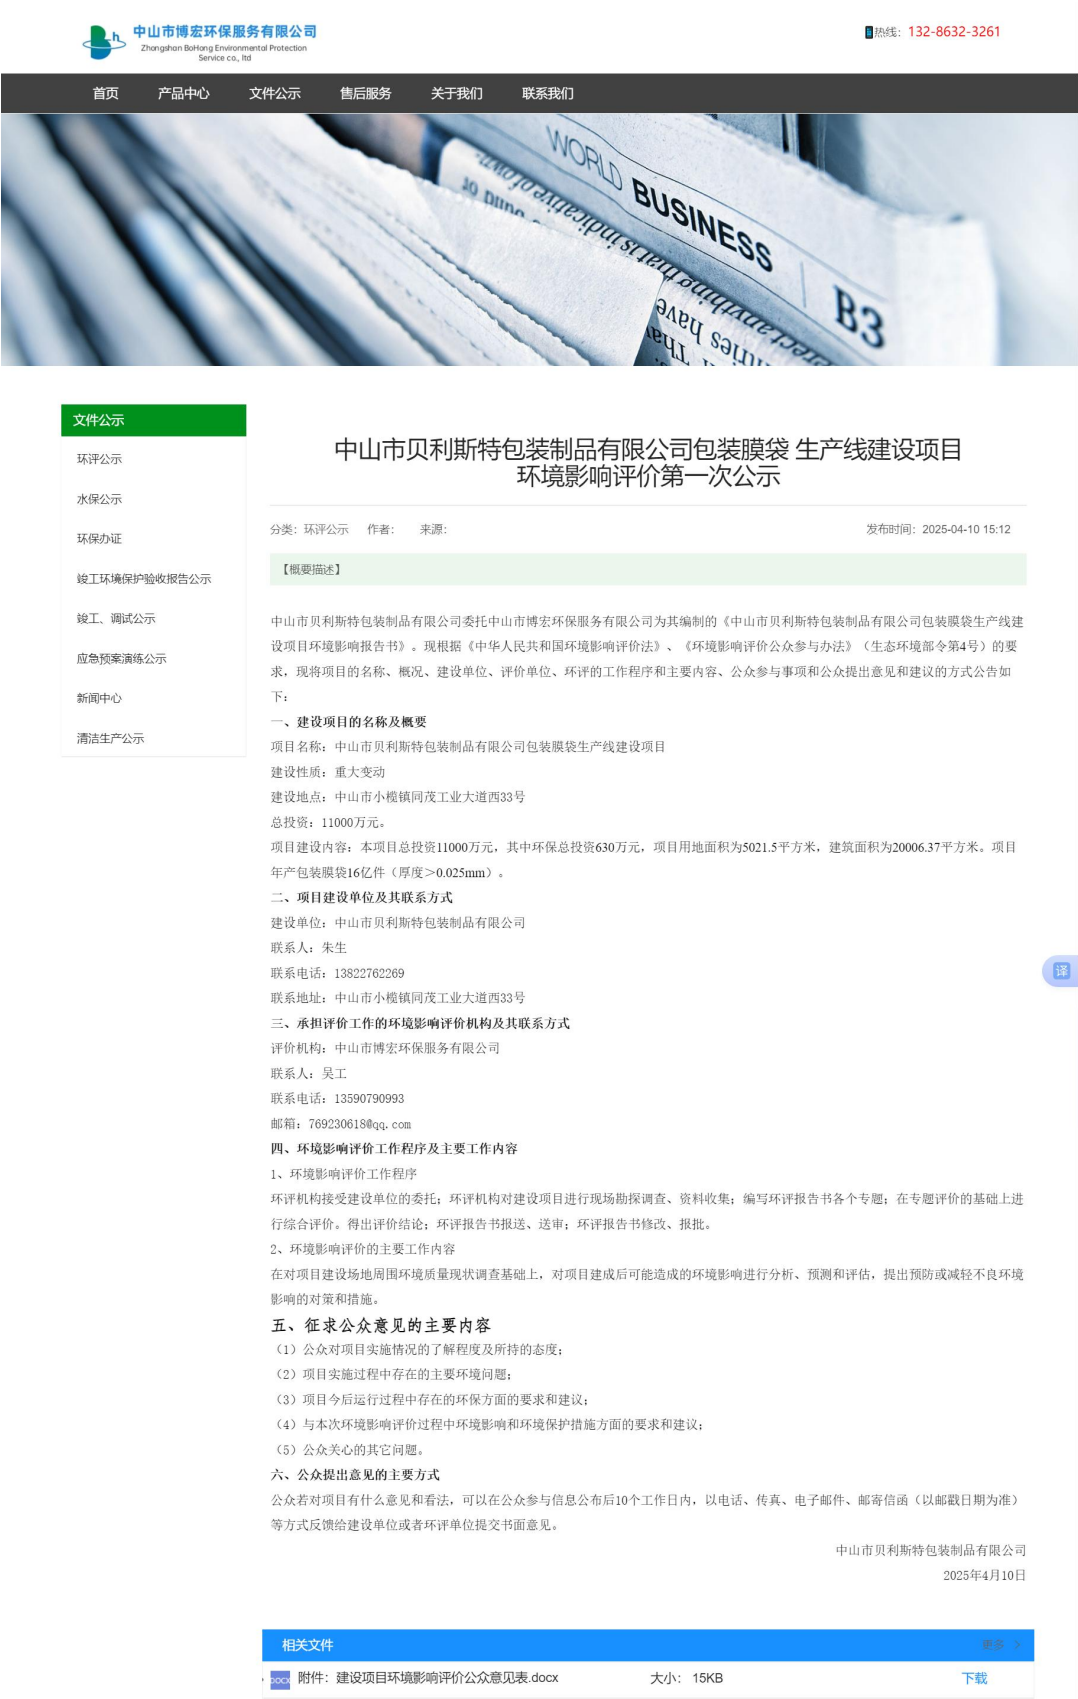 中山市博宏环保服务有限公司
Zhongshan BoHong Environmental Protection
Service co., ltd
热线：132-8632-3261
首页 产品中心 文件公示 售后服务 关于我们 联系我们
WORLD BUSINESS
B3
文件公示
环评公示
水保公示
环保办证
竣工环境保护验收报告公示
竣工、调试公示
应急预案演练公示
新闻中心
清洁生产公示
中山市贝利斯特包装制品有限公司包装膜袋 生产线建设项目
环境影响评价第一次公示
分类：环评公示 作者： 来源： 发布时间：2025-04-10 15:12
【概要描述】
中山市贝利斯特包装制品有限公司委托中山市博宏环保服务有限公司为其编制的《中山市贝利斯特包装制品有限公司包装膜袋生产线建
设项目环境影响报告书》。现根据《中华人民共和国环境影响评价法》、《环境影响评价公众参与办法》（生态环境部令第4号）的要
求，现将项目的名称、概况、建设单位、评价单位、环评的工作程序和主要内容、公众参与事项和公众提出意见和建议的方式公告如
下：
一、建设项目的名称及概要
项目名称：中山市贝利斯特包装制品有限公司包装膜袋生产线建设项目
建设性质：重大变动
建设地点：中山市小榄镇同茂工业大道西33号
总投资：11000万元。
项目建设内容：本项目总投资11000万元，其中环保总投资630万元，项目用地面积为5021.5平方米，建筑面积为20006.37平方米。项目
年产包装膜袋16亿件（厚度＞0.025mm）。
二、项目建设单位及其联系方式
建设单位：中山市贝利斯特包装制品有限公司
联系人：朱生
联系电话：13822762269
联系地址：中山市小榄镇同茂工业大道西33号
三、承担评价工作的环境影响评价机构及其联系方式
评价机构：中山市博宏环保服务有限公司
联系人：吴工
联系电话：13590790993
邮箱：769230618@qq.com
四、环境影响评价工作程序及主要工作内容
1、环境影响评价工作程序
环评机构接受建设单位的委托；环评机构对建设项目进行现场勘探调查、资料收集；编写环评报告书各个专题；在专题评价的基础上进
行综合评价。得出评价结论；环评报告书报送、送审；环评报告书修改、报批。
2、环境影响评价的主要工作内容
在对项目建设场地周围环境质量现状调查基础上，对项目建成后可能造成的环境影响进行分析、预测和评估，提出预防或减轻不良环境
影响的对策和措施。
五、征求公众意见的主要内容
（1）公众对项目实施情况的了解程度及所持的态度；
（2）项目实施过程中存在的主要环境问题；
（3）项目今后运行过程中存在的环保方面的要求和建议；
（4）与本次环境影响评价过程中环境影响和环境保护措施方面的要求和建议；
（5）公众关心的其它问题。
六、公众提出意见的主要方式
公众若对项目有什么意见和看法，可以在公众参与信息公布后10个工作日内，以电话、传真、电子邮件、邮寄信函（以邮戳日期为准）
等方式反馈给建设单位或者环评单位提交书面意见。
中山市贝利斯特包装制品有限公司
2025年4月10日
译
相关文件 更多 >
DOCX 附件：建设项目环境影响评价公众意见表.docx 大小： 15KB 下载